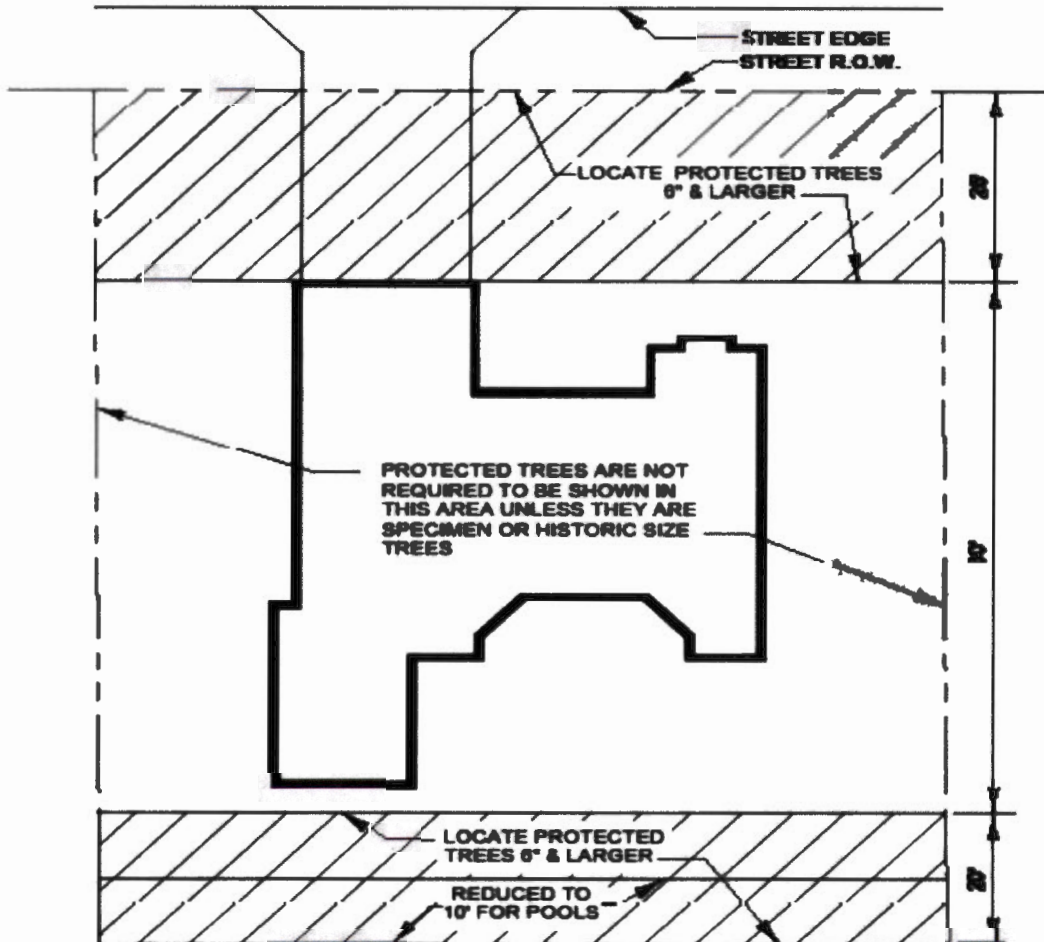 STREET EDGE
STREET R.O.W.
LOCATE PROTECTED TREES
6" & LARGER
PROTECTED TREES ARE NOT
REQUIRED TO BE SHOWN IN
THIS AREA UNLESS THEY ARE
SPECIMEN OR HISTORIC SIZE
TREES
LOCATE PROTECTED
TREES 6" & LARGER
REDUCED TO
10' FOR POOLS
20'